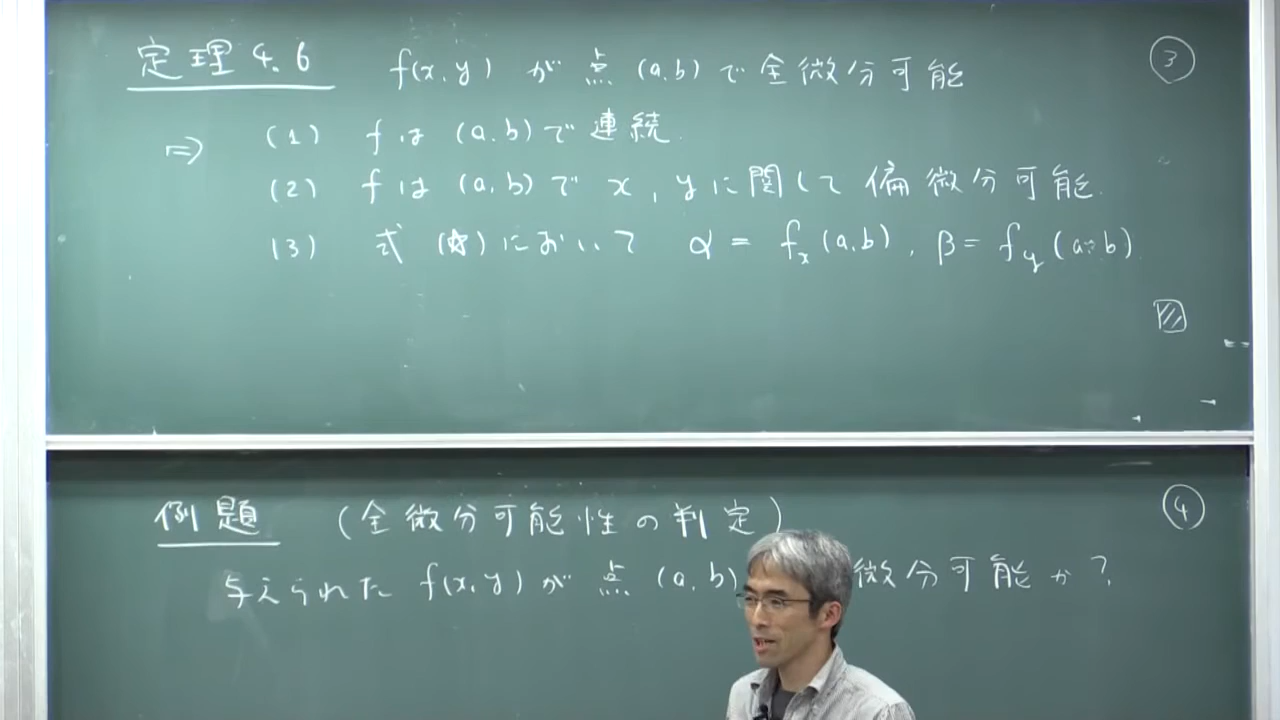 定理 4.6 f(x,y) が 点 (a,b) で 全微分可能
③
⇒ (1) f は (a,b) で 連続.
(2) f は (a,b) で x, y に関して 偏微分可能.
(3) 式 (☆) において α = f_x (a,b), β = f_y (a,b).
例題 (全微分可能性の判定)
④
与えられた f(x,y) が 点 (a,b) 微分可能か?